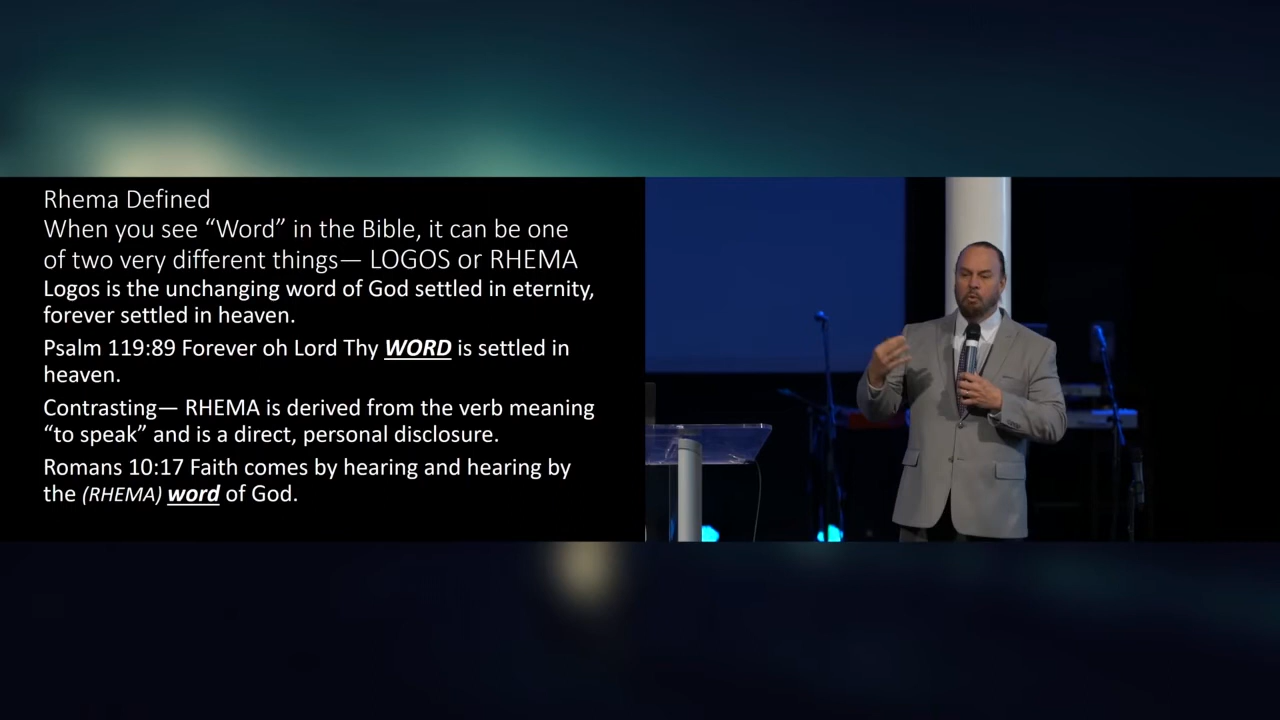 Rhema Defined
When you see “Word” in the Bible, it can be one
of two very different things— LOGOS or RHEMA
Logos is the unchanging word of God settled in eternity,
forever settled in heaven.
Psalm 119:89 Forever oh Lord Thy WORD is settled in
heaven.
Contrasting— RHEMA is derived from the verb meaning
“to speak” and is a direct, personal disclosure.
Romans 10:17 Faith comes by hearing and hearing by
the (RHEMA) word of God.